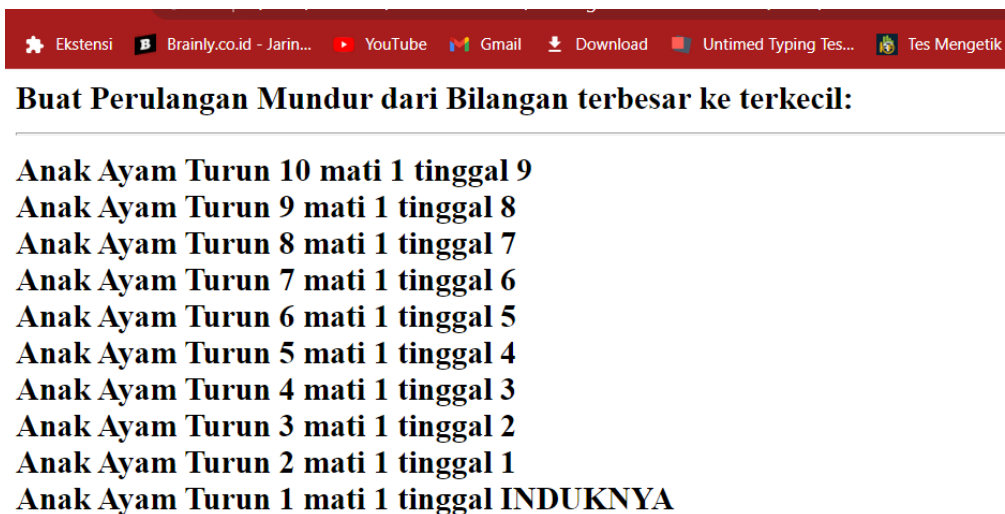 Ekstensi Brainly.co.id - Jarin... YouTube Gmail Download Untimed Typing Tes... Tes Mengetik
Buat Perulangan Mundur dari Bilangan terbesar ke terkecil:
Anak Ayam Turun 10 mati 1 tinggal 9
Anak Ayam Turun 9 mati 1 tinggal 8
Anak Ayam Turun 8 mati 1 tinggal 7
Anak Ayam Turun 7 mati 1 tinggal 6
Anak Ayam Turun 6 mati 1 tinggal 5
Anak Ayam Turun 5 mati 1 tinggal 4
Anak Ayam Turun 4 mati 1 tinggal 3
Anak Ayam Turun 3 mati 1 tinggal 2
Anak Ayam Turun 2 mati 1 tinggal 1
Anak Ayam Turun 1 mati 1 tinggal INDUKNYA